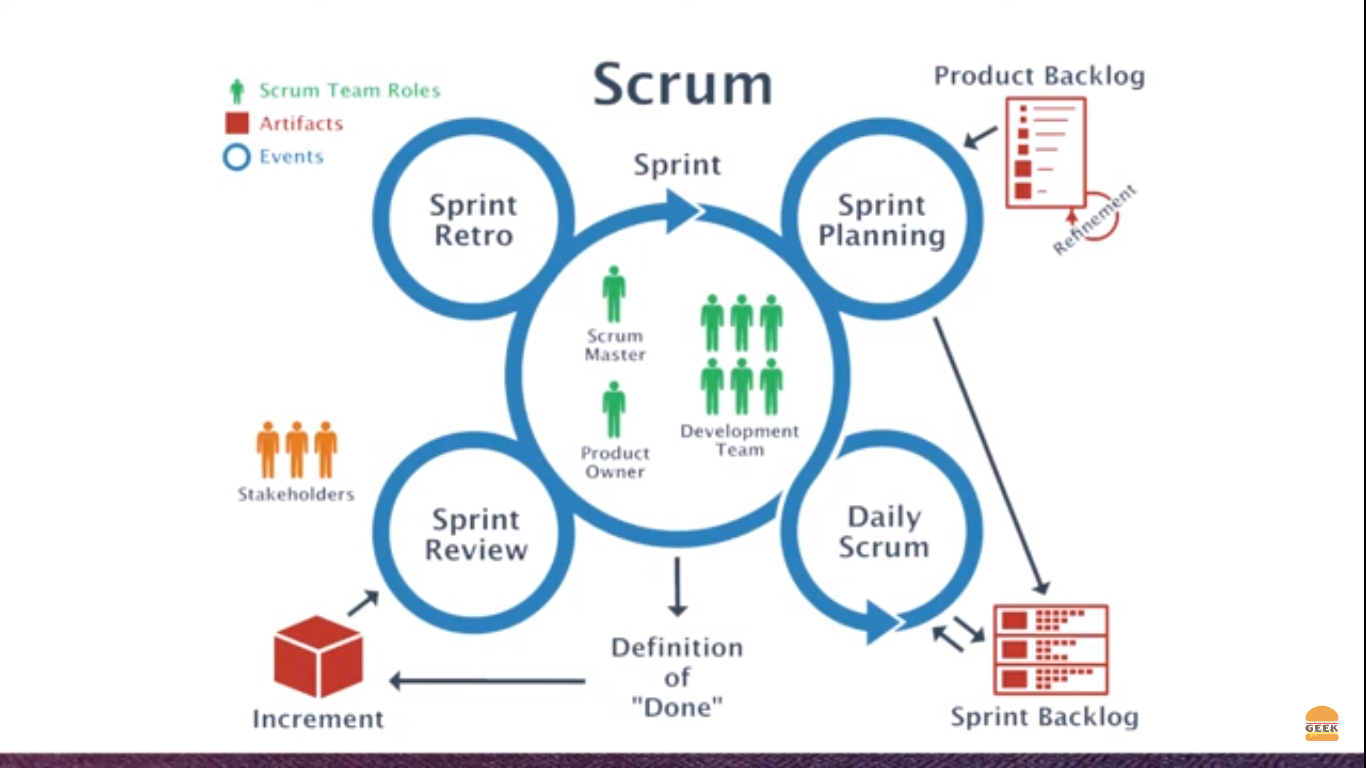 Scrum
Scrum Team Roles
Artifacts
Events
Product Backlog
Refinement
Sprint
Sprint
Retro
Sprint
Planning
Scrum
Master
Product
Owner
Development
Team
Stakeholders
Sprint
Review
Daily
Scrum
Increment
Definition
of
"Done"
Sprint Backlog
GEEK